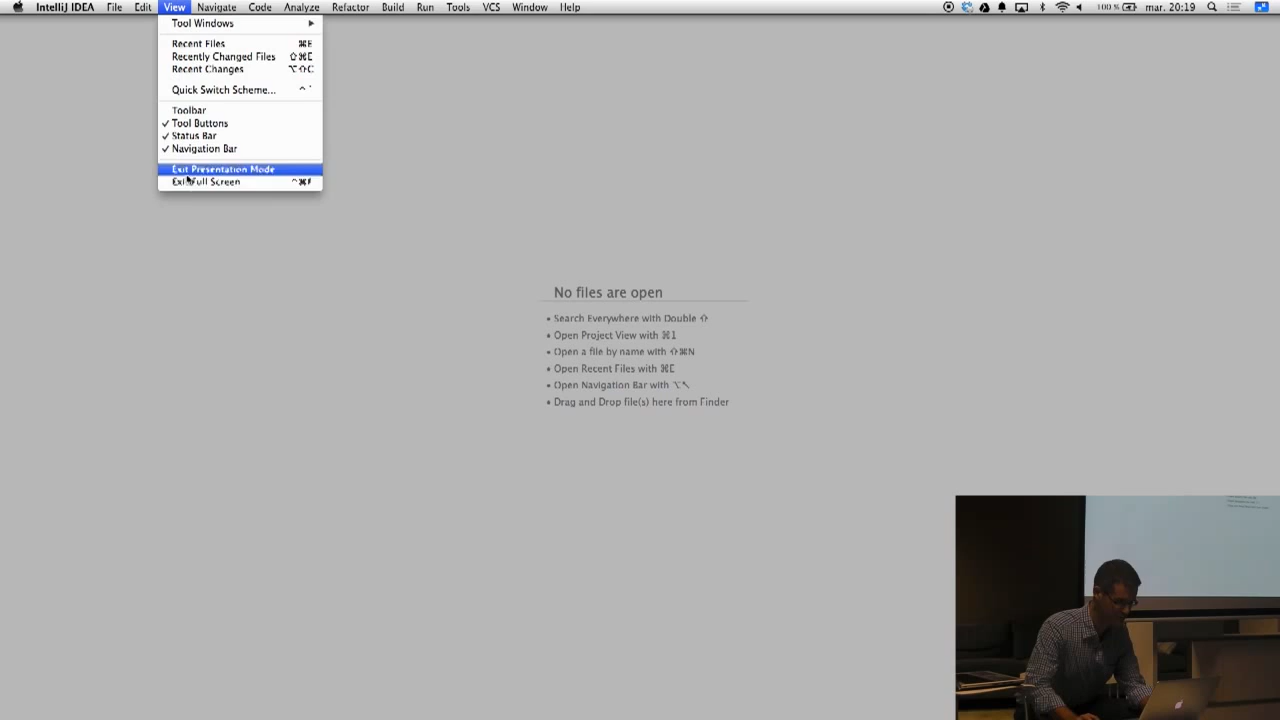 IntelliJ IDEA File Edit View Navigate Code Analyze Refactor Build Run Tools VCS Window Help 100 % mar. 20:19
Tool Windows
Recent Files ⌘E
Recently Changed Files ⇧⌘E
Recent Changes ⌥⇧C
Quick Switch Scheme... ^`
Toolbar
✓ Tool Buttons
✓ Status Bar
✓ Navigation Bar
Exit Presentation Mode
Exit Full Screen ^⌘F
No files are open
• Search Everywhere with Double ⇧
• Open Project View with ⌘1
• Open a file by name with ⇧⌘N
• Open Recent Files with ⌘E
• Open Navigation Bar with ⌥↖
• Drag and Drop file(s) here from Finder